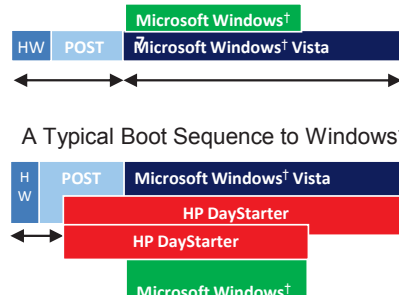 Microsoft Windows†
7
HW POST Microsoft Windows† Vista
A Typical Boot Sequence to Windows
H
W
POST Microsoft Windows† Vista
HP DayStarter
HP DayStarter
Microsoft Windows†